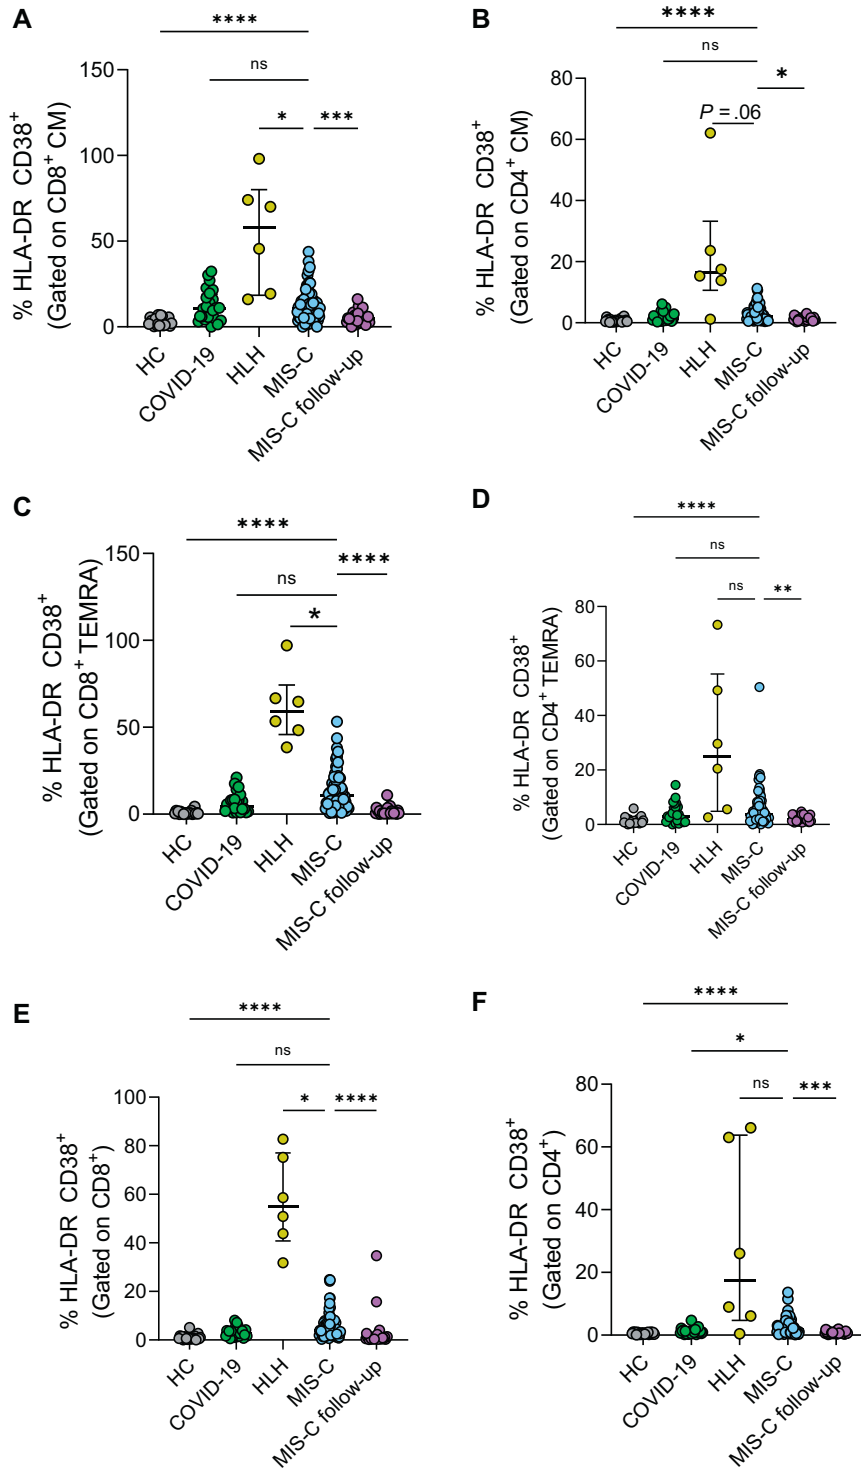 A
****
ns
* ***
% HLA-DR CD38+
(Gated on CD8+ CM)
150
100
50
0
HC
COVID-19
HLH
MIS-C
MIS-C follow-up
B
****
ns
*
P = .06
% HLA-DR CD38+
(Gated on CD4+ CM)
80
60
40
20
0
HC
COVID-19
HLH
MIS-C
MIS-C follow-up
C
****
****
ns
*
% HLA-DR CD38+
(Gated on CD8+ TEMRA)
150
100
50
0
HC
COVID-19
HLH
MIS-C
MIS-C follow-up
D
****
ns
ns **
% HLA-DR CD38+
(Gated on CD4+ TEMRA)
80
60
40
20
0
HC
COVID-19
HLH
MIS-C
MIS-C follow-up
E
****
ns
* ****
% HLA-DR CD38+
(Gated on CD8+)
100
80
60
40
20
0
HC
COVID-19
HLH
MIS-C
MIS-C follow-up
F
****
*
ns ***
% HLA-DR CD38+
(Gated on CD4+)
80
60
40
20
0
HC
COVID-19
HLH
MIS-C
MIS-C follow-up